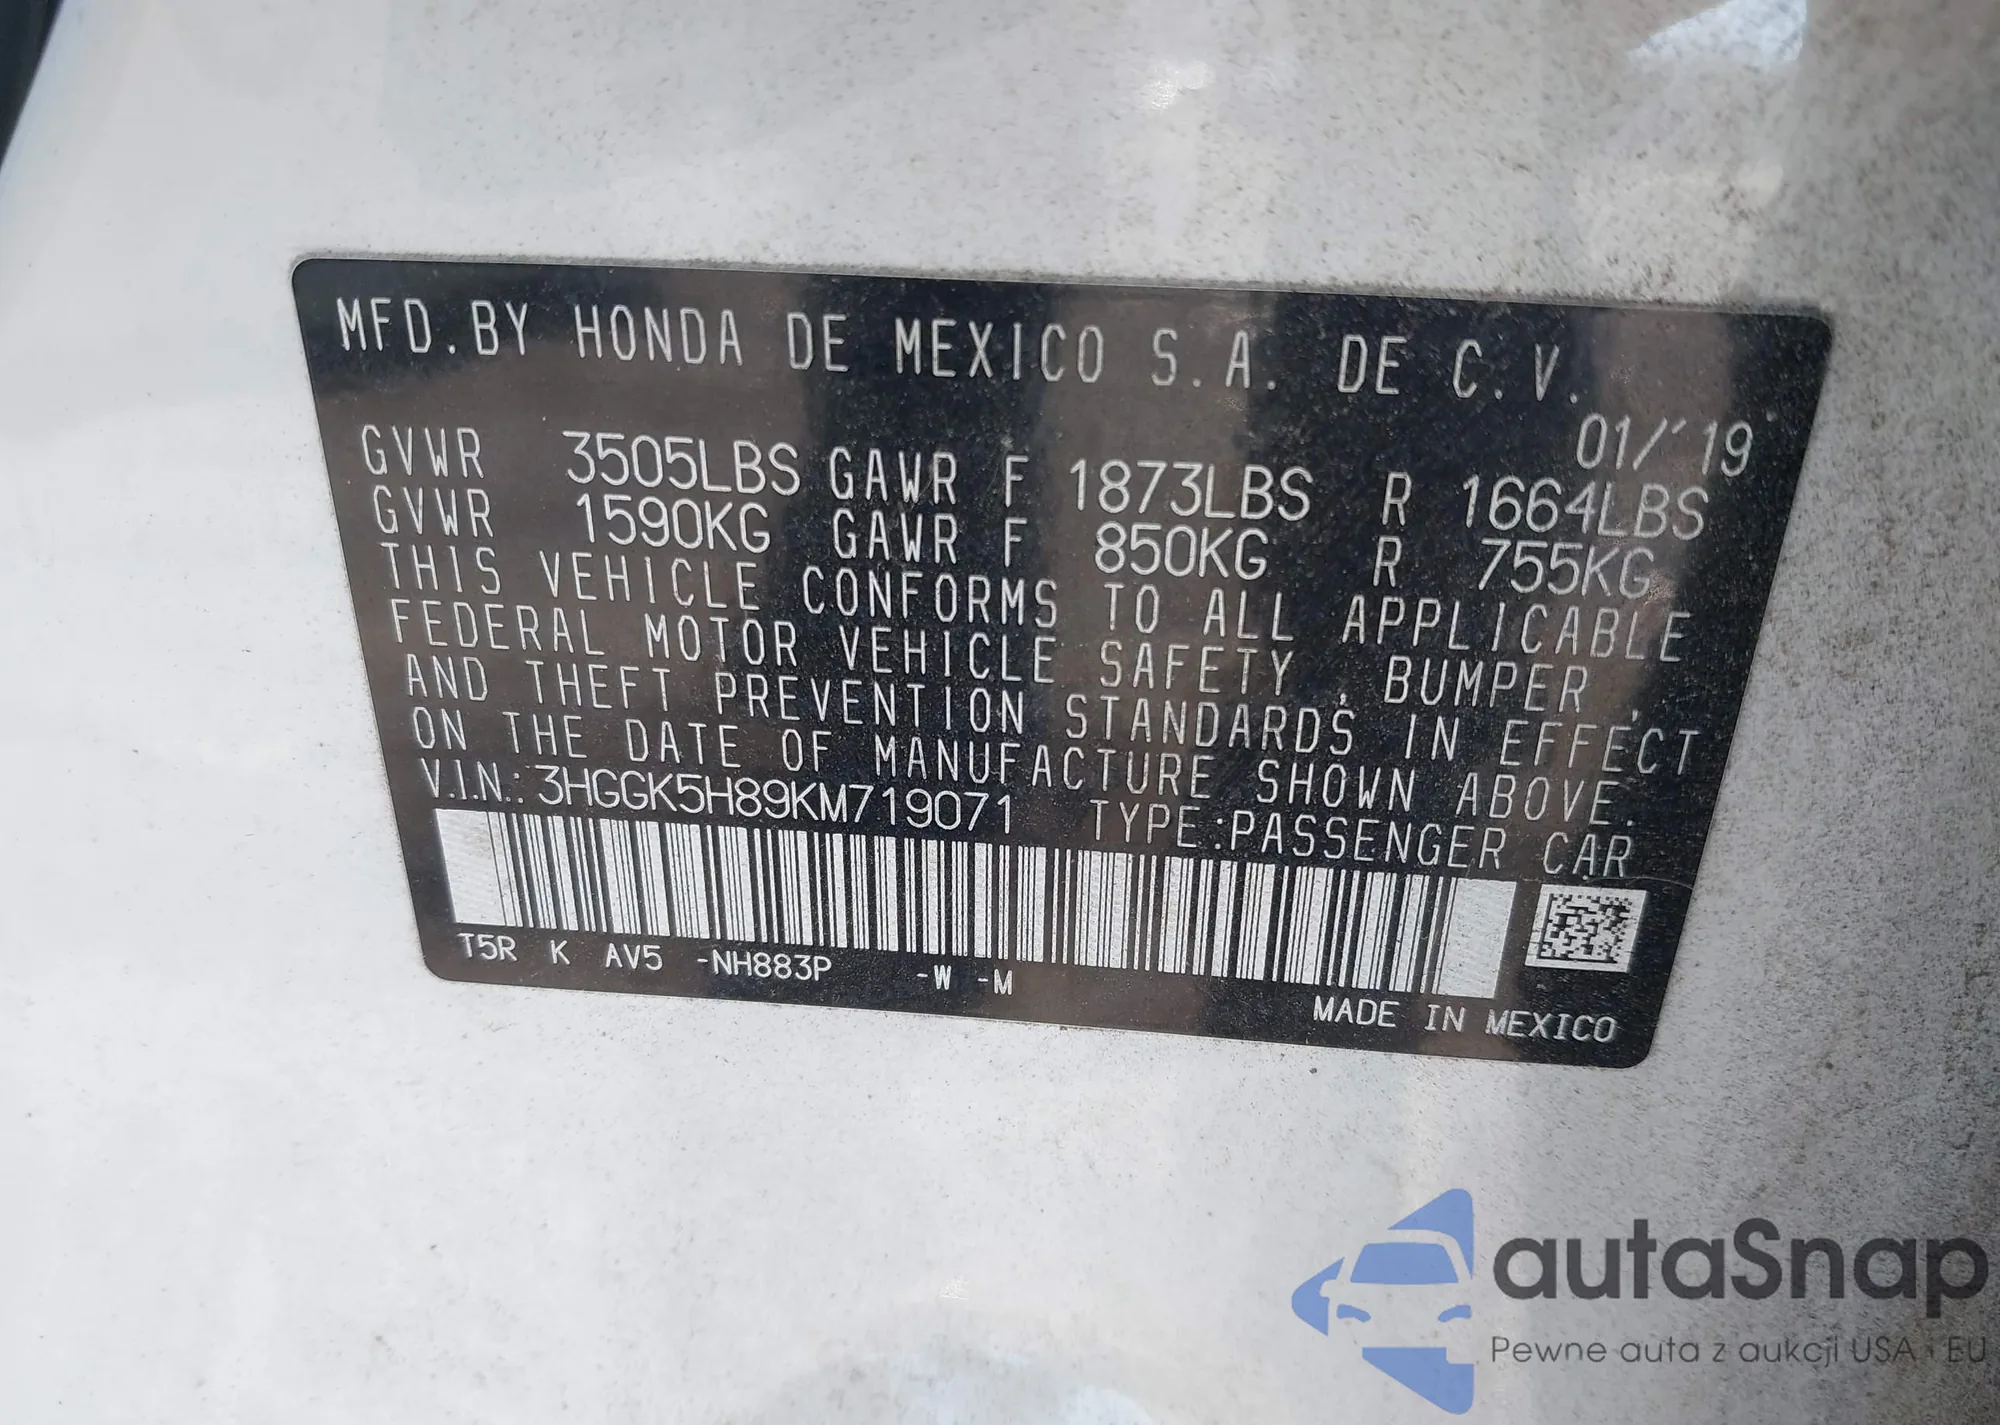 MFD. BY HONDA DE MEXICO S.A. DE C.V.
01/'19
GVWR 3505LBS GAWR F 1873LBS R 1664LBS
GVWR 1590KG GAWR F 850KG R 755KG
THIS VEHICLE CONFORMS TO ALL APPLICABLE
FEDERAL MOTOR VEHICLE SAFETY, BUMPER,
AND THEFT PREVENTION STANDARDS IN EFFECT
ON THE DATE OF MANUFACTURE SHOWN ABOVE.
V.I.N.: 3HGGK5H89KM719071 TYPE:PASSENGER CAR
T5R K AV5 -NH883P -W -M
MADE IN MEXICO
autaSnap
Pewne auta z aukcji USA i EU